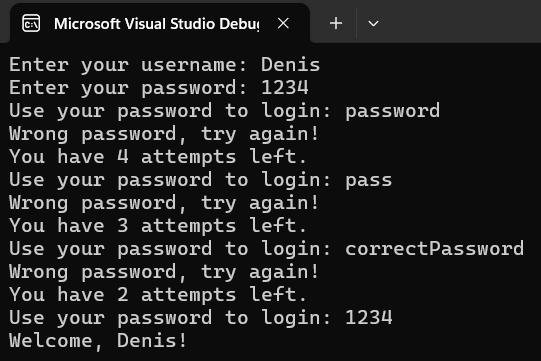 Microsoft Visual Studio Debug
Enter your username: Denis
Enter your password: 1234
Use your password to login: password
Wrong password, try again!
You have 4 attempts left.
Use your password to login: pass
Wrong password, try again!
You have 3 attempts left.
Use your password to login: correctPassword
Wrong password, try again!
You have 2 attempts left.
Use your password to login: 1234
Welcome, Denis!